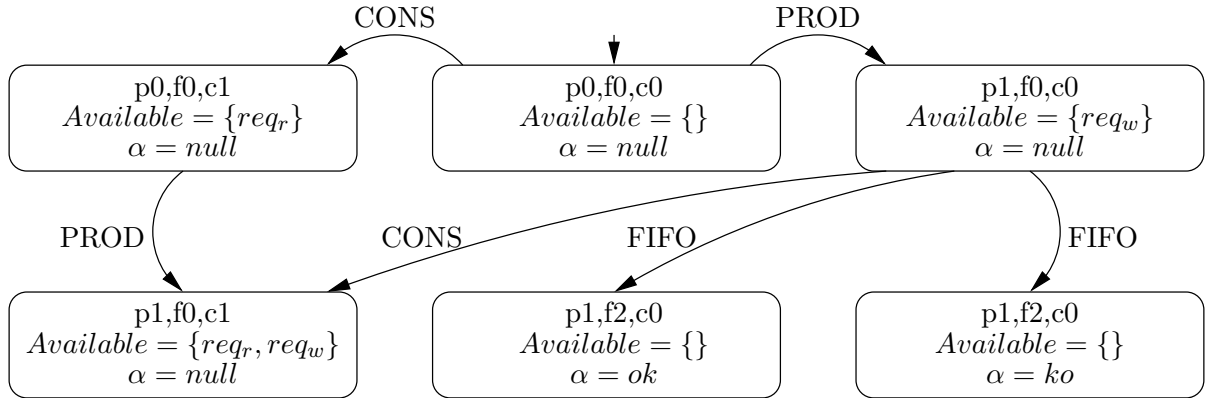 CONS
PROD
p0,f0,c1
Available = {req_r}
α = null
p0,f0,c0
Available = {}
α = null
p1,f0,c0
Available = {req_w}
α = null
PROD
CONS
FIFO
FIFO
p1,f0,c1
Available = {req_r, req_w}
α = null
p1,f2,c0
Available = {}
α = ok
p1,f2,c0
Available = {}
α = ko